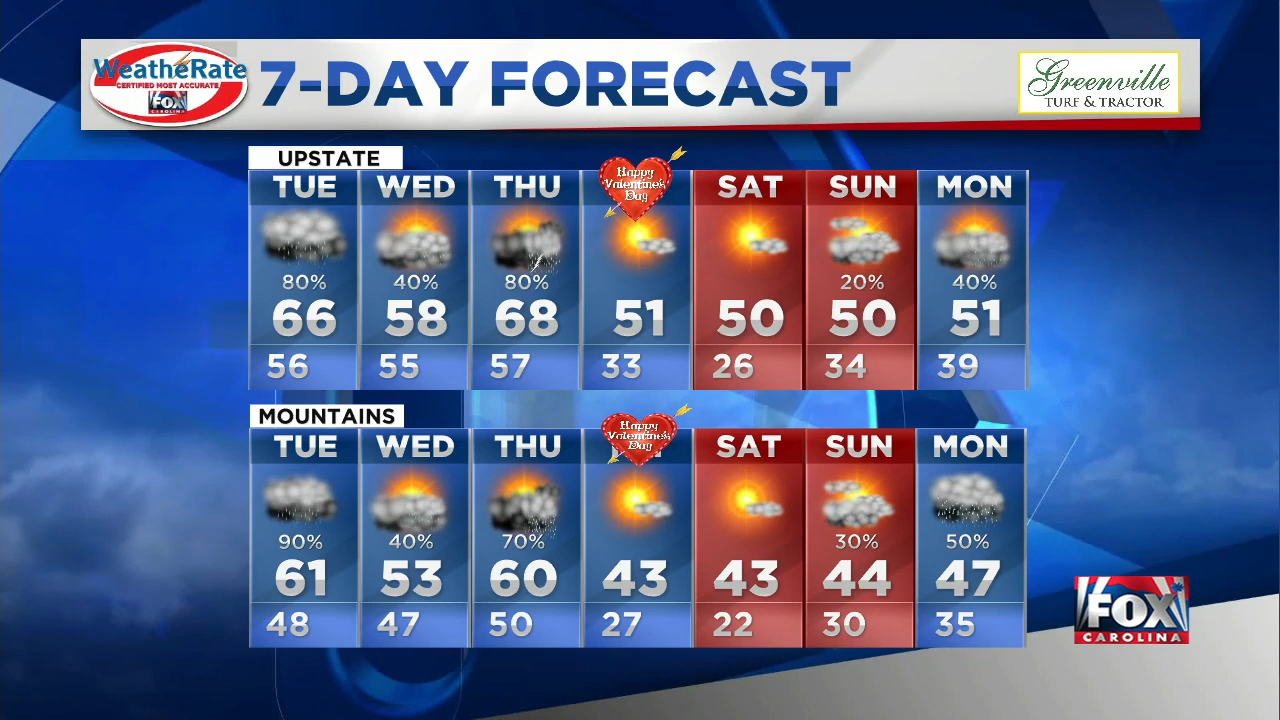 WeatheRate
CERTIFIED MOST ACCURATE
FOX
CAROLINA
7-DAY FORECAST
Greenville
TURF & TRACTOR
UPSTATE
TUE WED THU SAT SUN MON
Happy
Valentine's
Day
80% 40% 80% 20% 40%
66 58 68 51 50 50 51
56 55 57 33 26 34 39
MOUNTAINS
TUE WED THU SAT SUN MON
Happy
Valentine's
Day
90% 40% 70% 30% 50%
61 53 60 43 43 44 47
48 47 50 27 22 30 35
FOX
CAROLINA